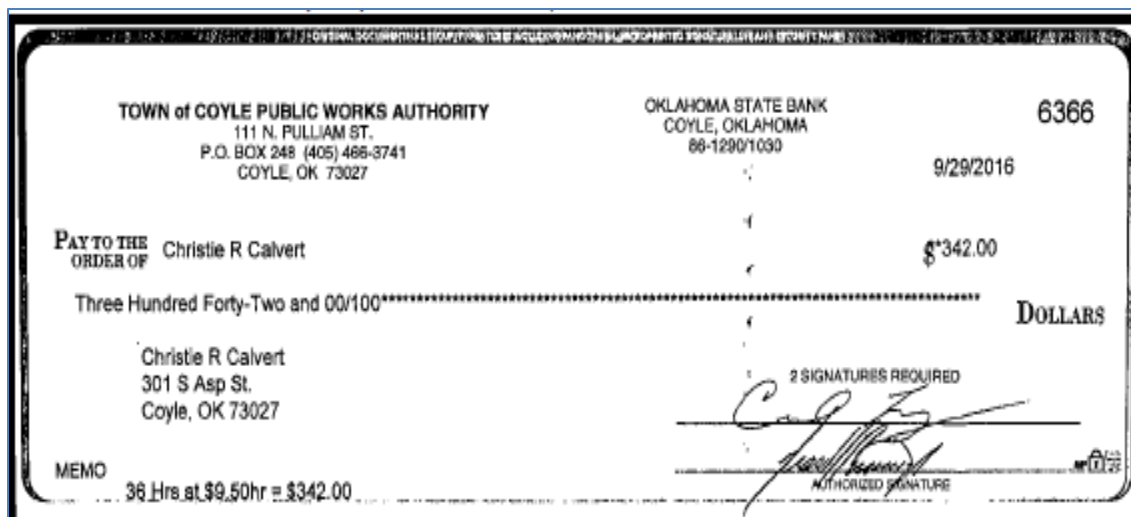 TOWN of COYLE PUBLIC WORKS AUTHORITY
111 N. PULLIAM ST.
P.O. BOX 248 (405) 466-3741
COYLE, OK 73027
OKLAHOMA STATE BANK
COYLE, OKLAHOMA
86-1290/1030
6366
9/29/2016
PAY TO THE
ORDER OF
Christie R Calvert
$*342.00
Three Hundred Forty-Two and 00/100************************************************************
DOLLARS
Christie R Calvert
301 S Asp St.
Coyle, OK 73027
2 SIGNATURES REQUIRED
MEMO
36 Hrs at $9.50hr = $342.00
AUTHORIZED SIGNATURE
MP